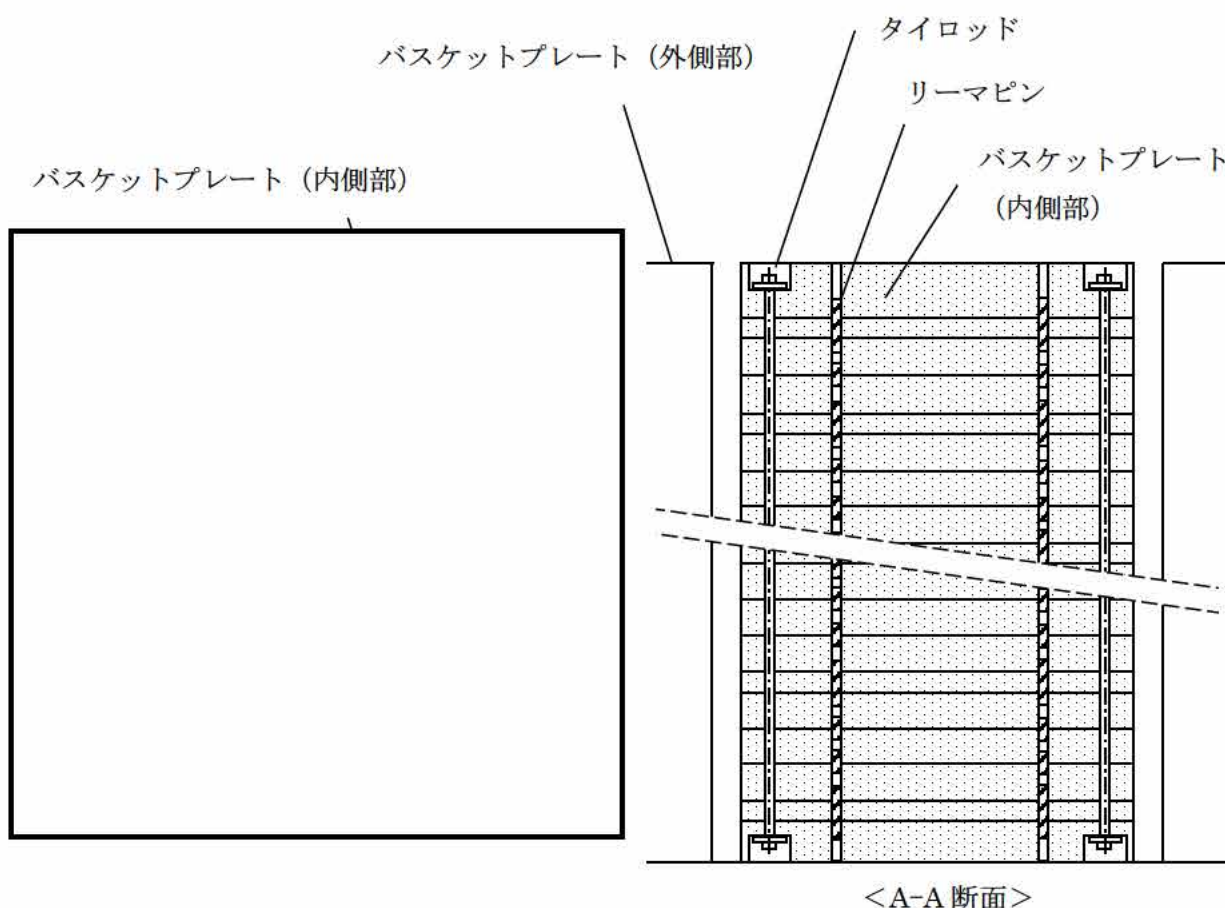 タイロッド
バスケットプレート（外側部）
リーマピン
バスケットプレート
（内側部）
バスケットプレート（内側部）
＜A-A 断面＞